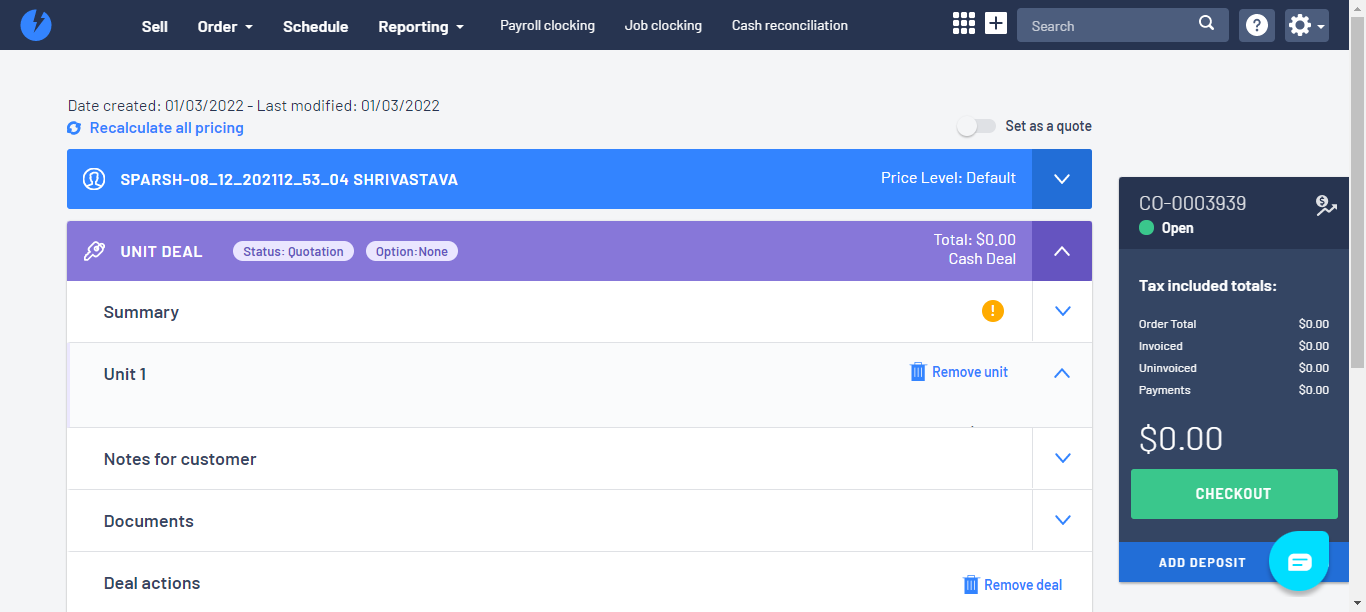 Sell
Order
Schedule
Reporting
Payroll clocking
Job clocking
Cash reconciliation
Search
Date created: 01/03/2022 - Last modified: 01/03/2022
Recalculate all pricing
Set as a quote
SPARSH-08_12_202112_53_04 SHRIVASTAVA
Price Level: Default
UNIT DEAL
Status: Quotation
Option:None
Total: $0.00
Cash Deal
Summary
Unit 1
Remove unit
Notes for customer
Documents
Deal actions
Remove deal
CO-0003939
Open
Tax included totals:
Order Total $0.00
Invoiced $0.00
Uninvoiced $0.00
Payments $0.00
$0.00
CHECKOUT
ADD DEPOSIT